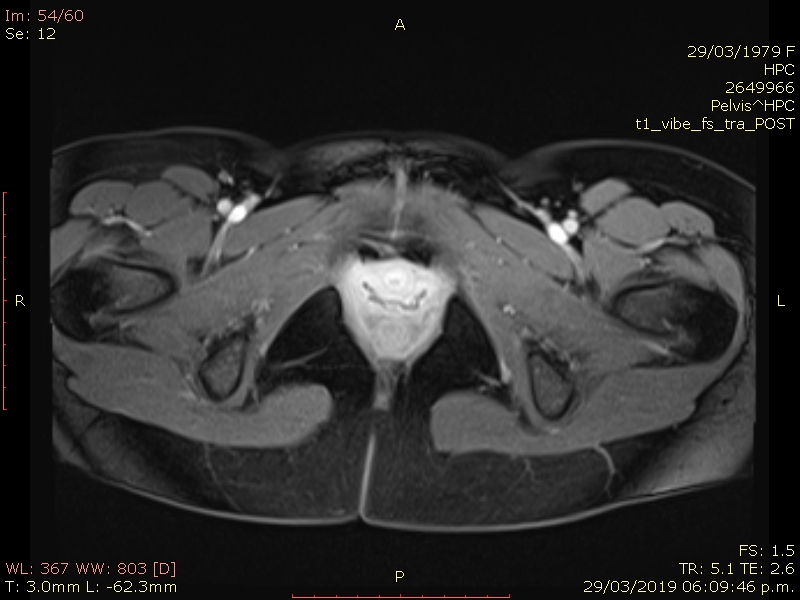 Im: 54/60
Se: 12
A
29/03/1979 F
HPC
2649966
Pelvis^HPC
t1_vibe_fs_tra_POST
R
L
WL: 367 WW: 803 [D]
T: 3.0mm L: -62.3mm
P
FS: 1.5
TR: 5.1 TE: 2.6
29/03/2019 06:09:46 p.m.